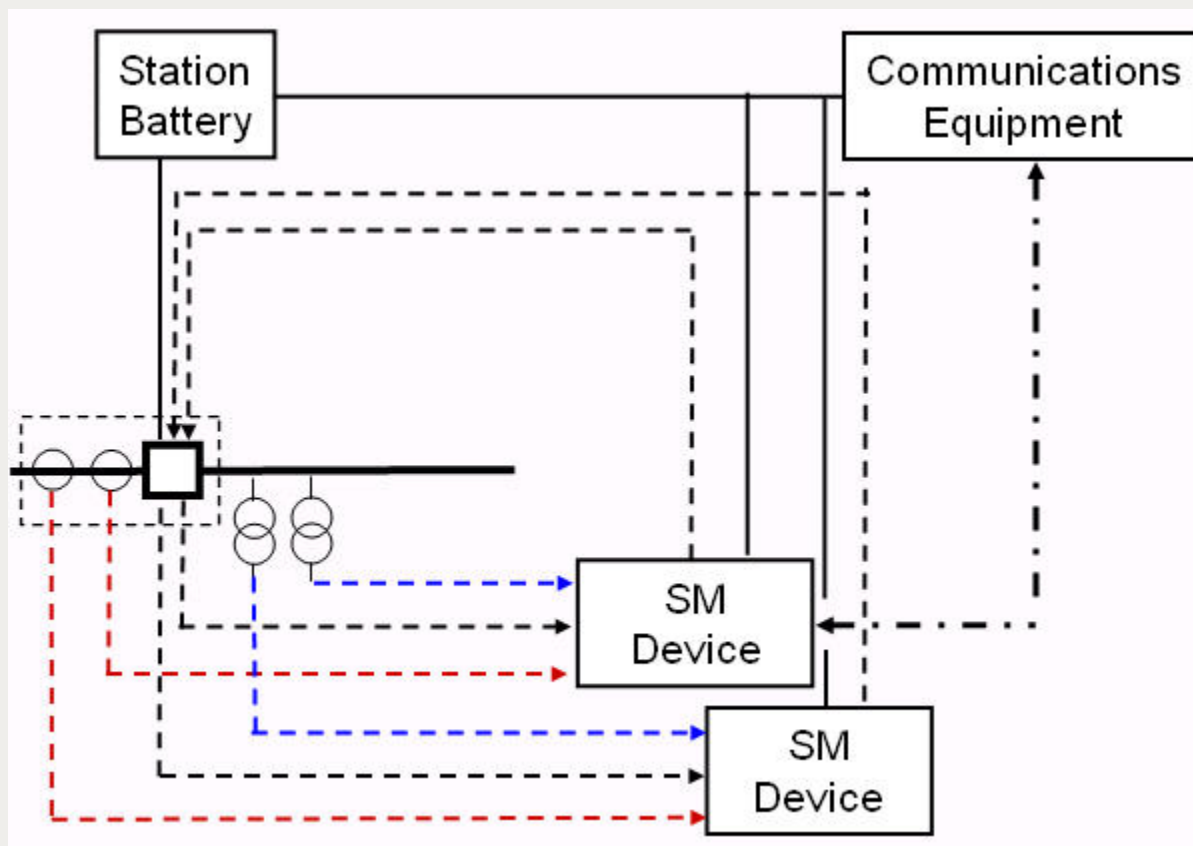 Station
Battery
Communications
Equipment
SM
Device
SM
Device